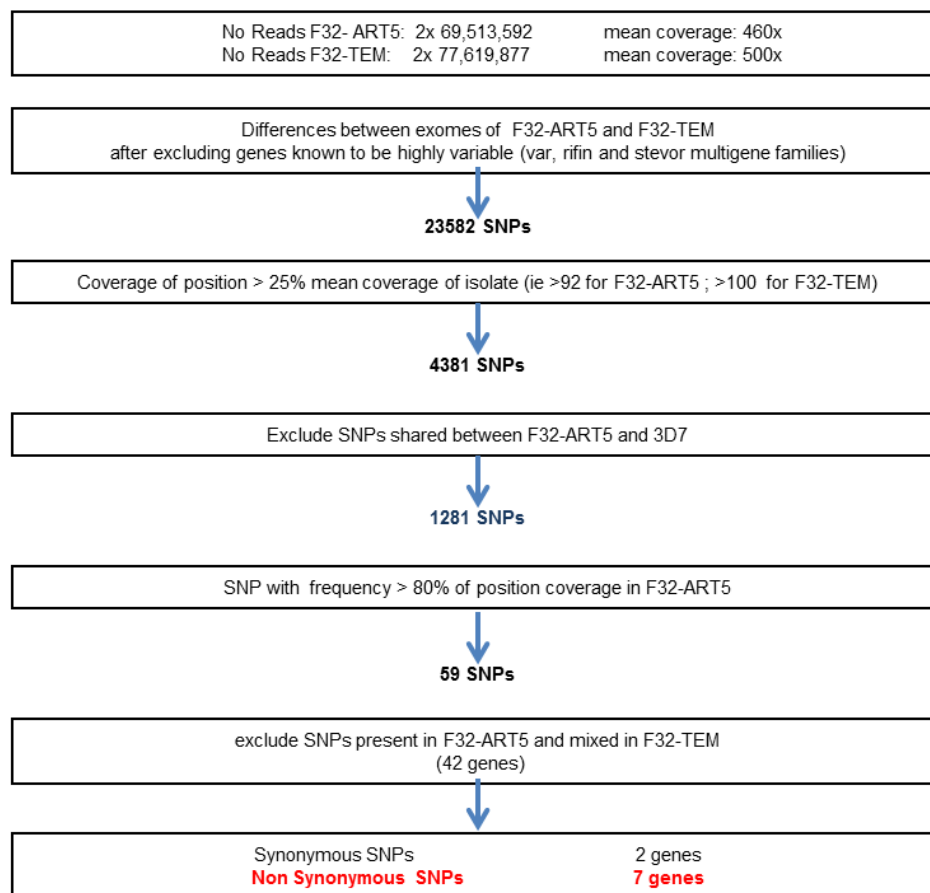 No Reads F32- ART5: 2x 69,513,592 mean coverage: 460x
No Reads F32-TEM: 2x 77,619,877 mean coverage: 500x
Differences between exomes of F32-ART5 and F32-TEM
after excluding genes known to be highly variable (var, rifin and stevor multigene families)
23582 SNPs
Coverage of position > 25% mean coverage of isolate (ie >92 for F32-ART5 ; >100 for F32-TEM)
4381 SNPs
Exclude SNPs shared between F32-ART5 and 3D7
1281 SNPs
SNP with frequency > 80% of position coverage in F32-ART5
59 SNPs
exclude SNPs present in F32-ART5 and mixed in F32-TEM
(42 genes)
Synonymous SNPs 2 genes
Non Synonymous SNPs 7 genes